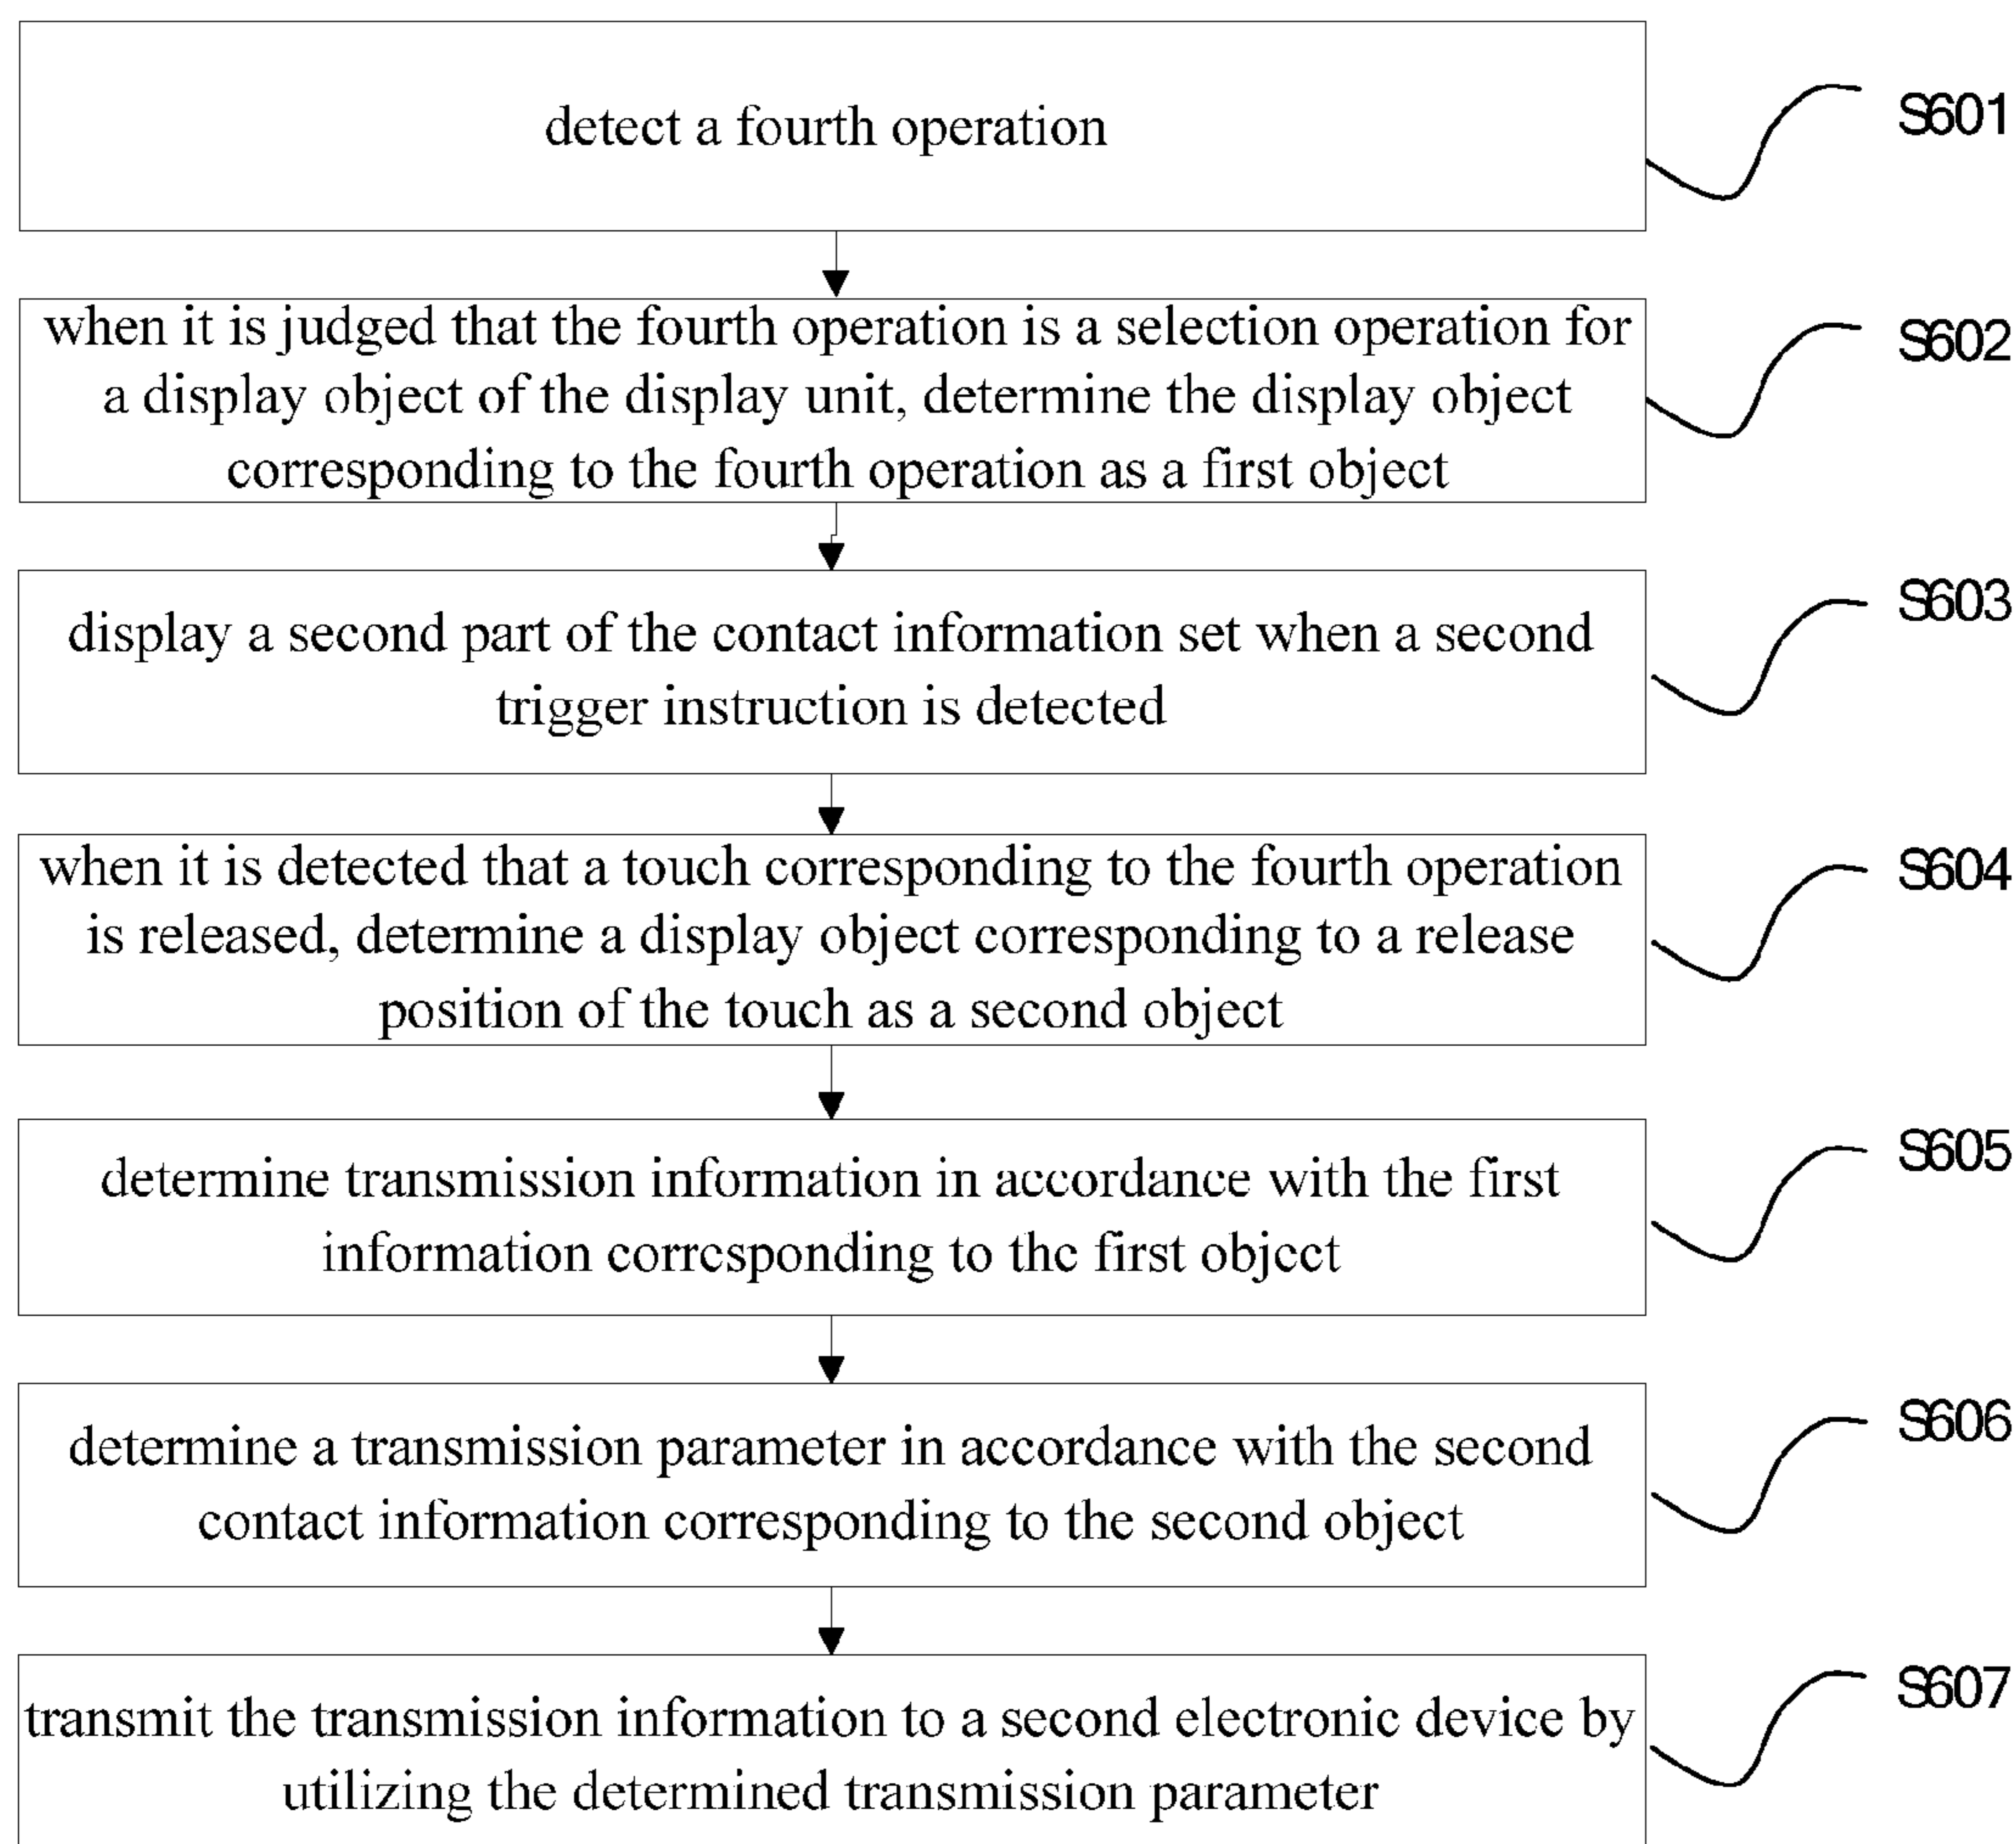 detect a fourth operation
S601
when it is judged that the fourth operation is a selection operation for
a display object of the display unit, determine the display object
corresponding to the fourth operation as a first object
S602
display a second part of the contact information set when a second
trigger instruction is detected
S603
when it is detected that a touch corresponding to the fourth operation
is released, determine a display object corresponding to a release
position of the touch as a second object
S604
determine transmission information in accordance with the first
information corresponding to the first object
S605
determine a transmission parameter in accordance with the second
contact information corresponding to the second object
S606
transmit the transmission information to a second electronic device by
utilizing the determined transmission parameter
S607